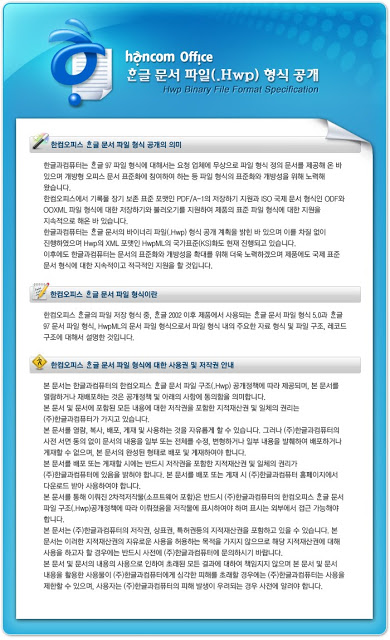 hancom Office
ᄒᆞᆫ글 문서 파일(.Hwp) 형식 공개
Hwp Binary File Format Specification
한컴오피스 ᄒᆞᆫ글 문서 파일 형식 공개의 의미
한글과컴퓨터는 ᄒᆞᆫ글 97 파일 형식에 대해서는 요청 업체에 무상으로 파일 형식 정의 문서를 제공해 온 바
있으며 개방형 오피스 문서 표준화에 참여하여 하는 등 파일 형식의 표준화와 개방성을 위해 노력해
왔습니다.
한컴오피스에서 기록물 장기 보존 표준 포맷인 PDF/A-1의 저장하기 지원과 ISO 국제 문서 형식인 ODF와
OOXML 파일 형식에 대한 저장하기와 불러오기를 지원하여 제품의 표준 파일 형식에 대한 지원을
지속적으로 해온 바 있습니다.
한글과컴퓨터는 ᄒᆞᆫ글 문서의 바이너리 파일(.Hwp) 형식 공개 계획을 밝힌 바 있으며 이를 차질 없이
진행하였으며 Hwp의 XML 포맷인 HwpML의 국가표준(KS)화도 현재 진행되고 있습니다.
이후에도 한글과컴퓨터는 문서의 표준화와 개방성을 확대를 위해 더욱 노력하겠으며 제품에도 국제 표준
문서 형식에 대한 지속적이고 적극적인 지원을 할 것입니다.
한컴오피스 ᄒᆞᆫ글 문서 파일 형식이란
한컴오피스 ᄒᆞᆫ글의 파일 저장 형식 중, ᄒᆞᆫ글 2002 이후 제품에서 사용되는 ᄒᆞᆫ글 문서 파일 형식 5.0과 ᄒᆞᆫ글
97 문서 파일 형식, HwpML의 문서 파일 형식으로서 파일 형식 내의 주요한 자료 형식 및 파일 구조, 레코드
구조에 대해서 설명한 것입니다.
한컴오피스 ᄒᆞᆫ글 문서 파일 형식에 대한 사용권 및 저작권 안내
본 문서는 한글과컴퓨터의 한컴오피스 ᄒᆞᆫ글 문서 파일 구조(.Hwp) 공개정책에 따라 제공되며, 본 문서를
열람하거나 재배포하는 것은 공개정책 및 아래의 사항에 동의함을 의미합니다.
본 문서 및 문서에 포함된 모든 내용에 대한 저작권을 포함한 지적재산권 및 일체의 권리는
(주)한글과컴퓨터가 가지고 있습니다.
본 문서를 열람, 복사, 배포, 게재 및 사용하는 것을 자유롭게 할 수 있습니다. 그러나 (주)한글과컴퓨터의
사전 서면 동의 없이 문서의 내용을 일부 또는 전체를 수정, 변형하거나 일부 내용을 발췌하여 배포하거나
게재할 수 없으며, 본 문서의 완성된 형태로 배포 및 게재하여야 합니다.
본 문서를 배포 또는 게재할 시에는 반드시 저작권을 포함한 지적재산권 및 일체의 권리가
(주)한글과컴퓨터에 있음을 밝혀야 합니다. 본 문서를 배포 또는 게재 시 (주)한글과컴퓨터 홈페이지에서
다운로드 받아 사용하여야 합니다.
본 문서를 통해 이뤄진 2차적저작물(소프트웨어 포함)은 반드시 (주)한글과컴퓨터의 한컴오피스 ᄒᆞᆫ글 문서
파일 구조(.Hwp)공개정책에 따라 이뤄졌음을 저작물에 표시하여야 하며 표시는 외부에서 접근 가능해야
합니다.
본 문서는 (주)한글과컴퓨터의 저작권, 상표권, 특허권등의 지적재산권을 포함하고 있을 수 있습니다. 본
문서는 이러한 지적재산권의 자유로운 사용을 허용하는 목적을 가지지 않으므로 해당 지적재산권에 대해
사용을 하고자 할 경우에는 반드시 사전에 (주)한글과컴퓨터에 문의하시기 바랍니다.
본 문서 및 문서의 내용의 사용으로 인하여 초래된 모든 결과에 대하여 책임지지 않으며 본 문서 및 문서
내용을 활용한 사용물이 (주)한글과컴퓨터에게 심각한 피해를 초래할 경우에는 (주)한글과컴퓨터는 사용을
제한할 수 있으며, 사용자는 (주)한글과컴퓨터의 피해 발생이 우려되는 경우 사전에 알려야 합니다.